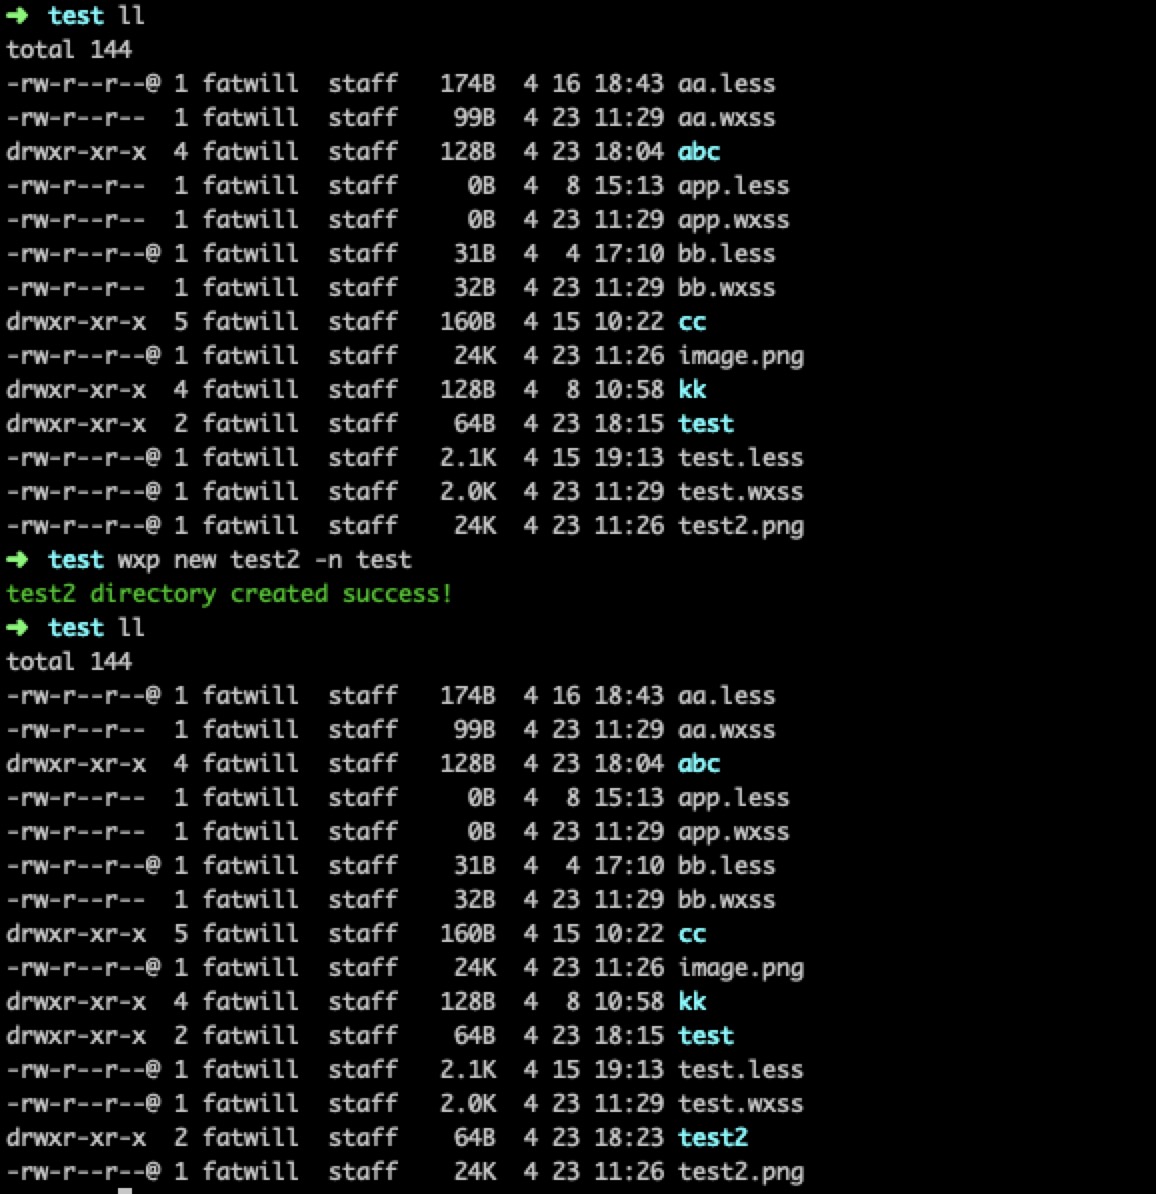 ➜ test ll
total 144
-rw-r--r--@ 1 fatwill  staff   174B  4 16 18:43 aa.less
-rw-r--r--  1 fatwill  staff    99B  4 23 11:29 aa.wxss
drwxr-xr-x  4 fatwill  staff   128B  4 23 18:04 abc
-rw-r--r--  1 fatwill  staff     0B  4  8 15:13 app.less
-rw-r--r--  1 fatwill  staff     0B  4 23 11:29 app.wxss
-rw-r--r--@ 1 fatwill  staff    31B  4  4 17:10 bb.less
-rw-r--r--  1 fatwill  staff    32B  4 23 11:29 bb.wxss
drwxr-xr-x  5 fatwill  staff   160B  4 15 10:22 cc
-rw-r--r--@ 1 fatwill  staff    24K  4 23 11:26 image.png
drwxr-xr-x  4 fatwill  staff   128B  4  8 10:58 kk
drwxr-xr-x  2 fatwill  staff    64B  4 23 18:15 test
-rw-r--r--@ 1 fatwill  staff   2.1K  4 15 19:13 test.less
-rw-r--r--@ 1 fatwill  staff   2.0K  4 23 11:29 test.wxss
-rw-r--r--@ 1 fatwill  staff    24K  4 23 11:26 test2.png
➜ test wxp new test2 -n test
test2 directory created success!
➜ test ll
total 144
-rw-r--r--@ 1 fatwill  staff   174B  4 16 18:43 aa.less
-rw-r--r--  1 fatwill  staff    99B  4 23 11:29 aa.wxss
drwxr-xr-x  4 fatwill  staff   128B  4 23 18:04 abc
-rw-r--r--  1 fatwill  staff     0B  4  8 15:13 app.less
-rw-r--r--  1 fatwill  staff     0B  4 23 11:29 app.wxss
-rw-r--r--@ 1 fatwill  staff    31B  4  4 17:10 bb.less
-rw-r--r--  1 fatwill  staff    32B  4 23 11:29 bb.wxss
drwxr-xr-x  5 fatwill  staff   160B  4 15 10:22 cc
-rw-r--r--@ 1 fatwill  staff    24K  4 23 11:26 image.png
drwxr-xr-x  4 fatwill  staff   128B  4  8 10:58 kk
drwxr-xr-x  2 fatwill  staff    64B  4 23 18:15 test
-rw-r--r--@ 1 fatwill  staff   2.1K  4 15 19:13 test.less
-rw-r--r--@ 1 fatwill  staff   2.0K  4 23 11:29 test.wxss
drwxr-xr-x  2 fatwill  staff    64B  4 23 18:23 test2
-rw-r--r--@ 1 fatwill  staff    24K  4 23 11:26 test2.png